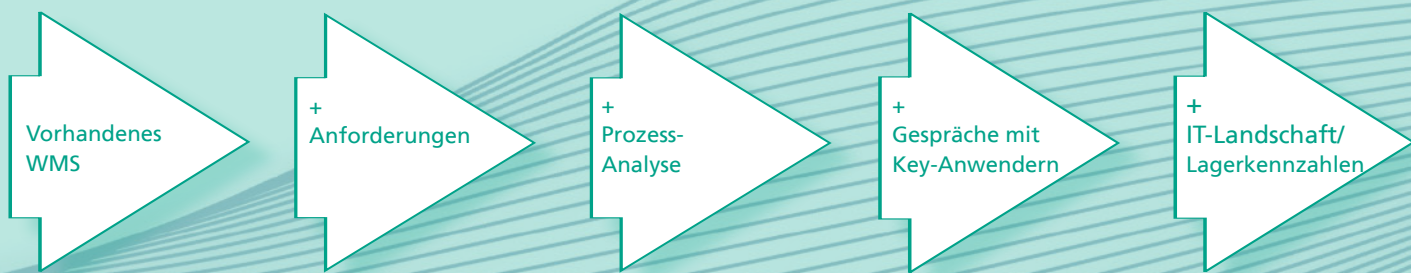 Vorhandenes
WMS
+
Anforderungen
+
Prozess-
Analyse
+
Gespräche mit
Key-Anwendern
+
IT-Landschaft/
Lagerkennzahlen